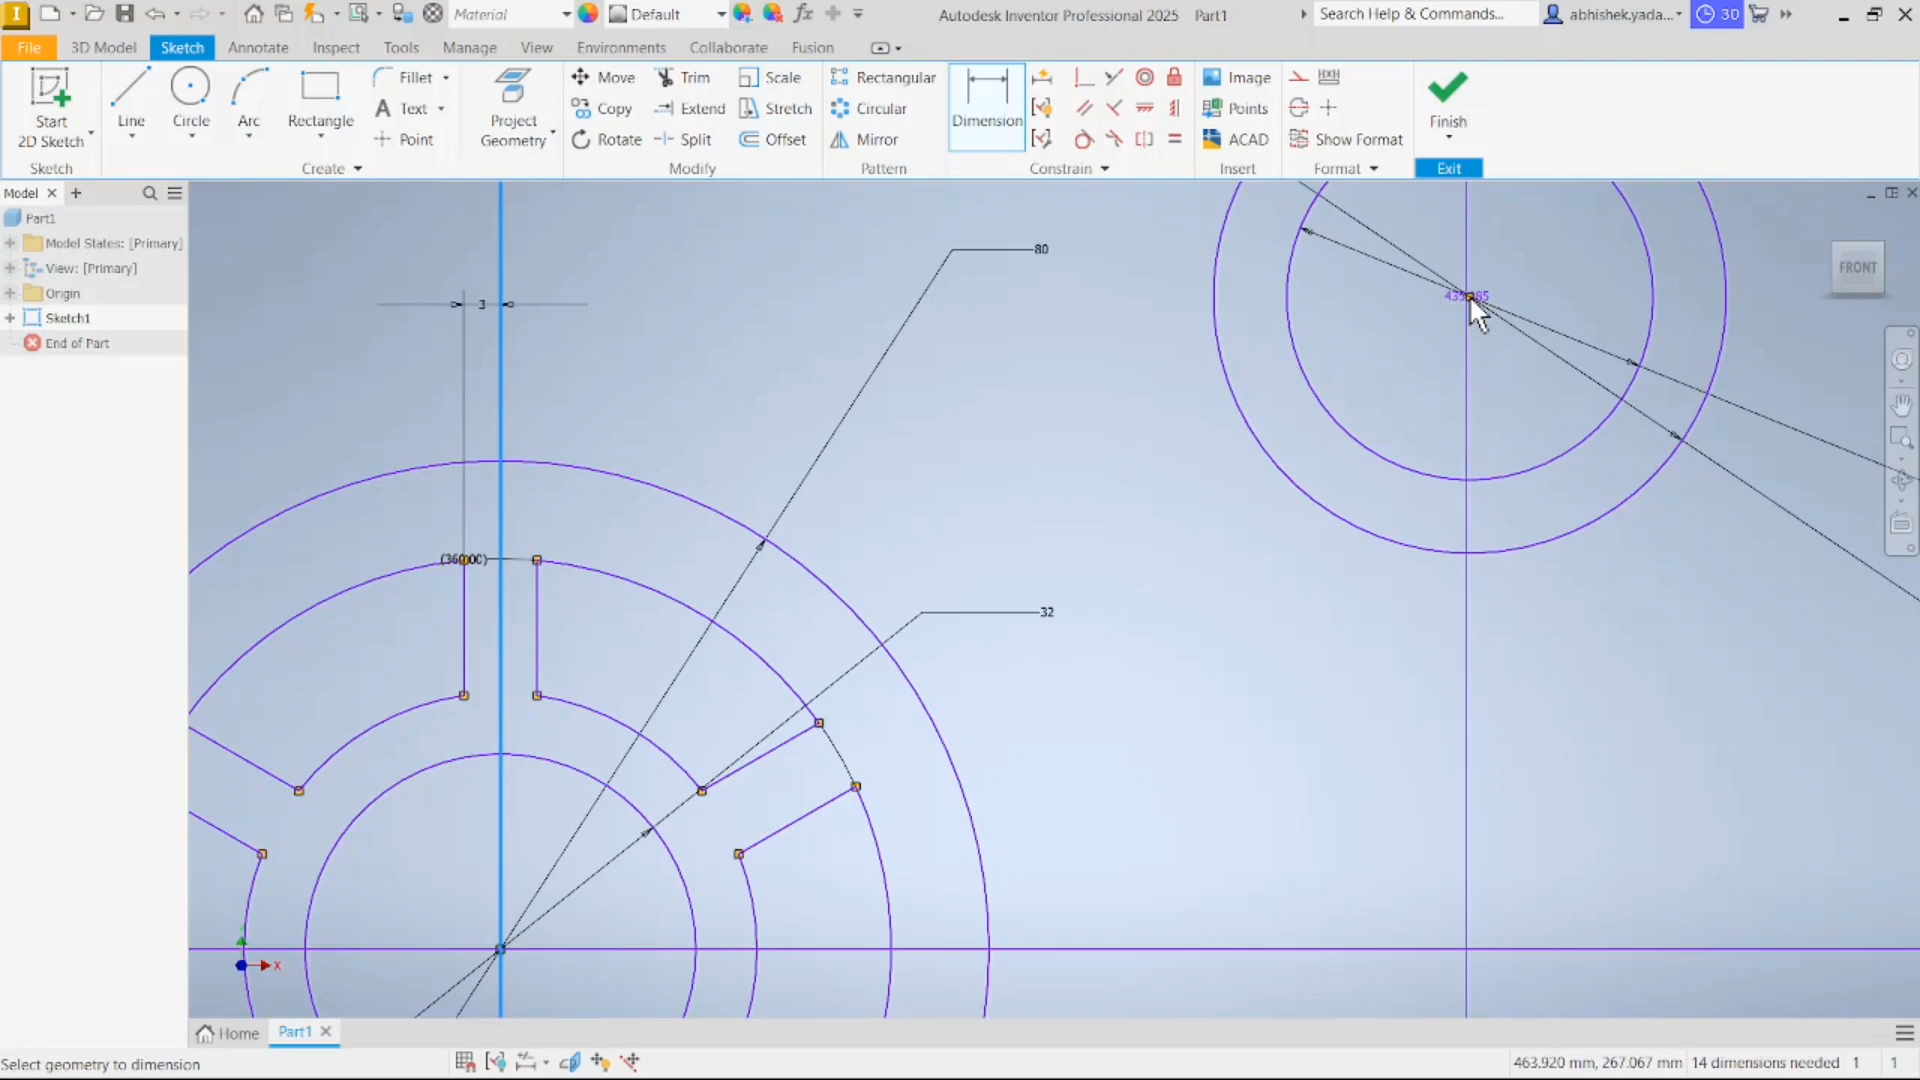 Material
Default
Autodesk Inventor Professional 2025 Part1
Search Help & Commands...
abhishek.yada...
30
File 3D Model Sketch Annotate Inspect Tools Manage View Environments Collaborate Fusion
Start
2D Sketch
Line Circle Arc Rectangle
Fillet
Text
Point
Project
Geometry
Move Trim Scale
Copy Extend Stretch
Rotate Split Offset
Rectangular
Circular
Mirror
Dimension
Image
Points
ACAD
Show Format
Finish
Sketch Create Modify Pattern Constrain Insert Format Exit
Model
Part1
Model States: [Primary]
View: [Primary]
Origin
Sketch1
End of Part
FRONT
80
3
32
X
Home Part1
Select geometry to dimension
463.920 mm, 267.067 mm 14 dimensions needed 1 1